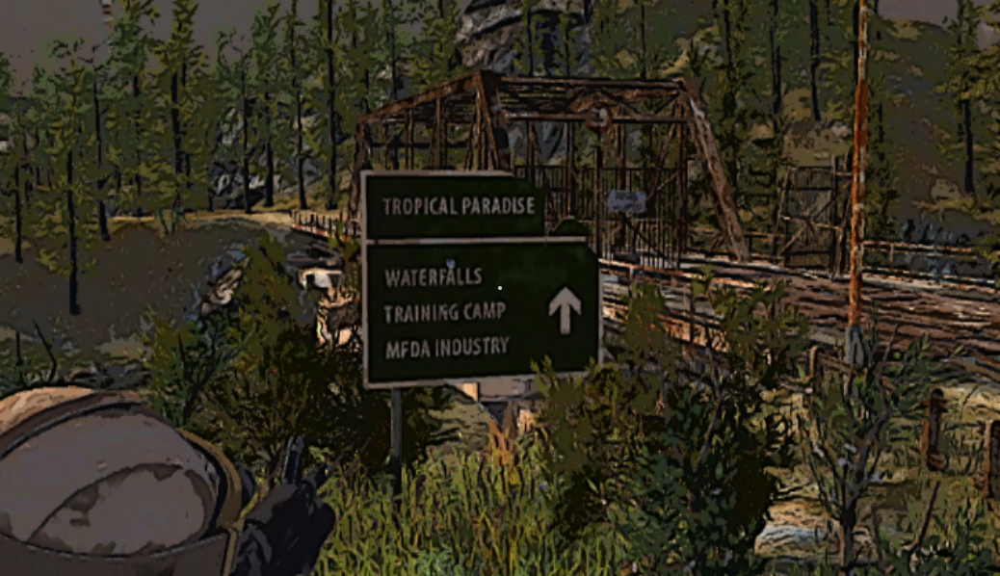 TROPICAL PARADISE
WATERFALLS
TRAINING CAMP
MFDA INDUSTRY